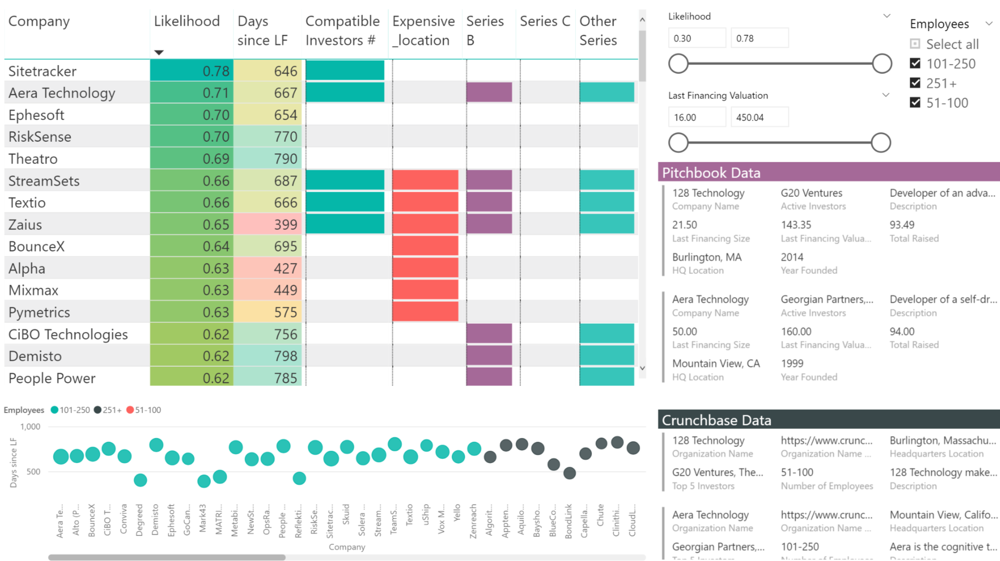 Company Likelihood Days since LF Compatible Investors # Expensive_location Series B Series C Other Series
Sitetracker 0.78 646
Aera Technology 0.71 667
Ephesoft 0.70 654
RiskSense 0.70 770
Theatro 0.69 790
StreamSets 0.66 687
Textio 0.66 666
Zaius 0.65 399
BounceX 0.64 695
Alpha 0.63 427
Mixmax 0.63 449
Pymetrics 0.63 575
CiBO Technologies 0.62 756
Demisto 0.62 798
People Power 0.62 785
Likelihood
0.30 0.78
Last Financing Valuation
16.00 450.04
Employees
Select all
101-250
251+
51-100
Pitchbook Data
128 Technology G20 Ventures Developer of an adva...
Company Name Active Investors Description
21.50 143.35 93.49
Last Financing Size Last Financing Valua... Total Raised
Burlington, MA 2014
HQ Location Year Founded
Aera Technology Georgian Partners,... Developer of a self-dr...
Company Name Active Investors Description
50.00 160.00 94.00
Last Financing Size Last Financing Valua... Total Raised
Mountain View, CA 1999
HQ Location Year Founded
Employees 101-250 251+ 51-100
1,000
500
Days since LF
Aera Te... Alto (P... BounceX CiBO T... Conviva Degreed Demisto Ephesoft GoCan... Mark43 MATRI... Metabi... NewSt... OpsRa... People ... Reflekti... RiskSe... Sitetrac... Skuid Solera ... Stream... TeamS... Textio uShip Vox M... Yello Zenreach Algorit... Appten... Aquilo... Baysho... BlueCo... BondLink Capella... Chute Clinithi... CloudL...
Company
Crunchbase Data
128 Technology https://www.crunc... Burlington, Massachu...
Organization Name Organization Name ... Headquarters Location
G20 Ventures, The... 51-100 128 Technology make...
Top 5 Investors Number of Employees Description
Aera Technology https://www.crunc... Mountain View, Califo...
Organization Name Organization Name ... Headquarters Location
Georgian Partners,... 101-250 Aera is the cognitive t...
Top 5 Investors Number of Employees Description